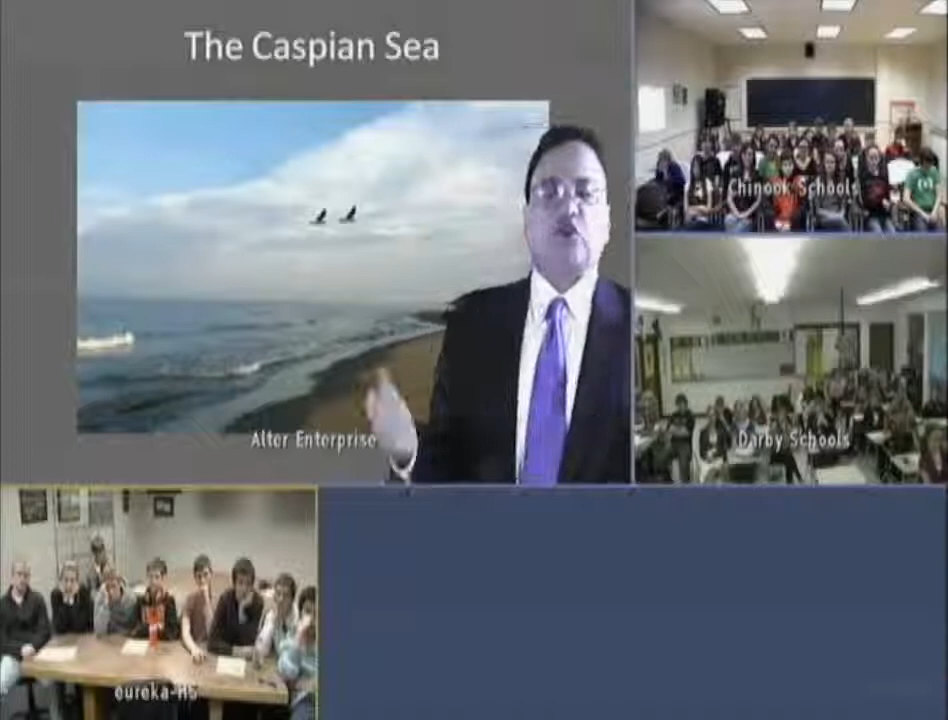 The Caspian Sea
Chinook Schools
Alter Enterprise
Darby Schools
eureka-HS